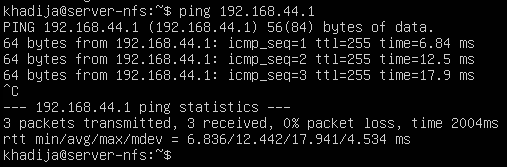 khadija@server-nfs:~$ ping 192.168.44.1
PING 192.168.44.1 (192.168.44.1) 56(84) bytes of data.
64 bytes from 192.168.44.1: icmp_seq=1 ttl=255 time=6.84 ms
64 bytes from 192.168.44.1: icmp_seq=2 ttl=255 time=12.5 ms
64 bytes from 192.168.44.1: icmp_seq=3 ttl=255 time=17.9 ms
^C
--- 192.168.44.1 ping statistics ---
3 packets transmitted, 3 received, 0% packet loss, time 2004ms
rtt min/avg/max/mdev = 6.836/12.442/17.941/4.534 ms
khadija@server-nfs:~$